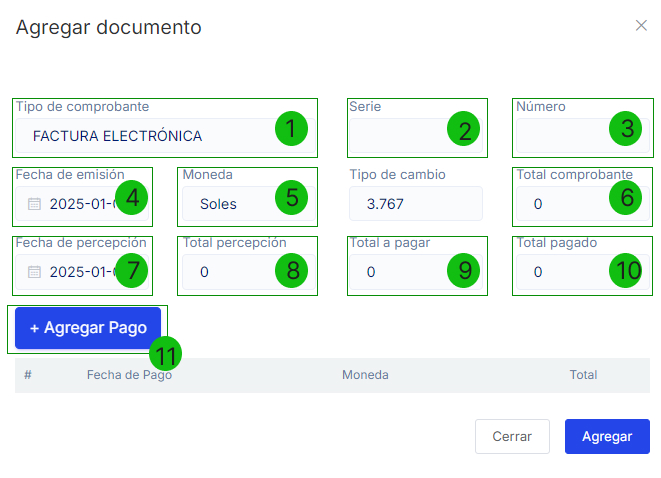 Agregar documento
Tipo de comprobante
Serie
Número
FACTURA ELECTRÓNICA
1
2
3
Fecha de emisión
Moneda
Tipo de cambio
Total comprobante
2025-01-
4
Soles
5
3.767
0
6
Fecha de percepción
Total percepción
Total a pagar
Total pagado
2025-01-
7
0
8
0
9
0
10
+ Agregar Pago
11
# Fecha de Pago Moneda Total
Cerrar
Agregar